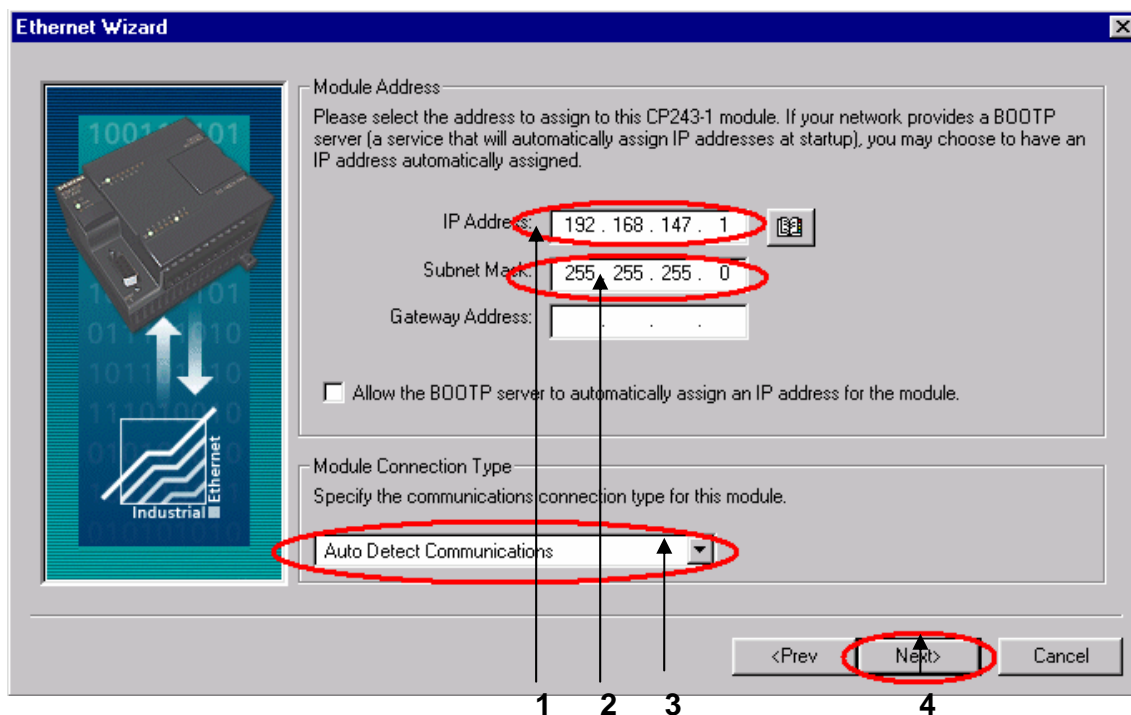 Ethernet Wizard
Module Address
Please select the address to assign to this CP243-1 module. If your network provides a BOOTP
server (a service that will automatically assign IP addresses at startup), you may choose to have an
IP address automatically assigned.
IP Address: 192 . 168 . 147 . 1
Subnet Mask: 255 . 255 . 255 . 0
Gateway Address: . . .
Allow the BOOTP server to automatically assign an IP address for the module.
Module Connection Type
Specify the communications connection type for this module.
Auto Detect Communications
Industrial
Ethernet
<Prev
Next>
Cancel
1 2 3 4